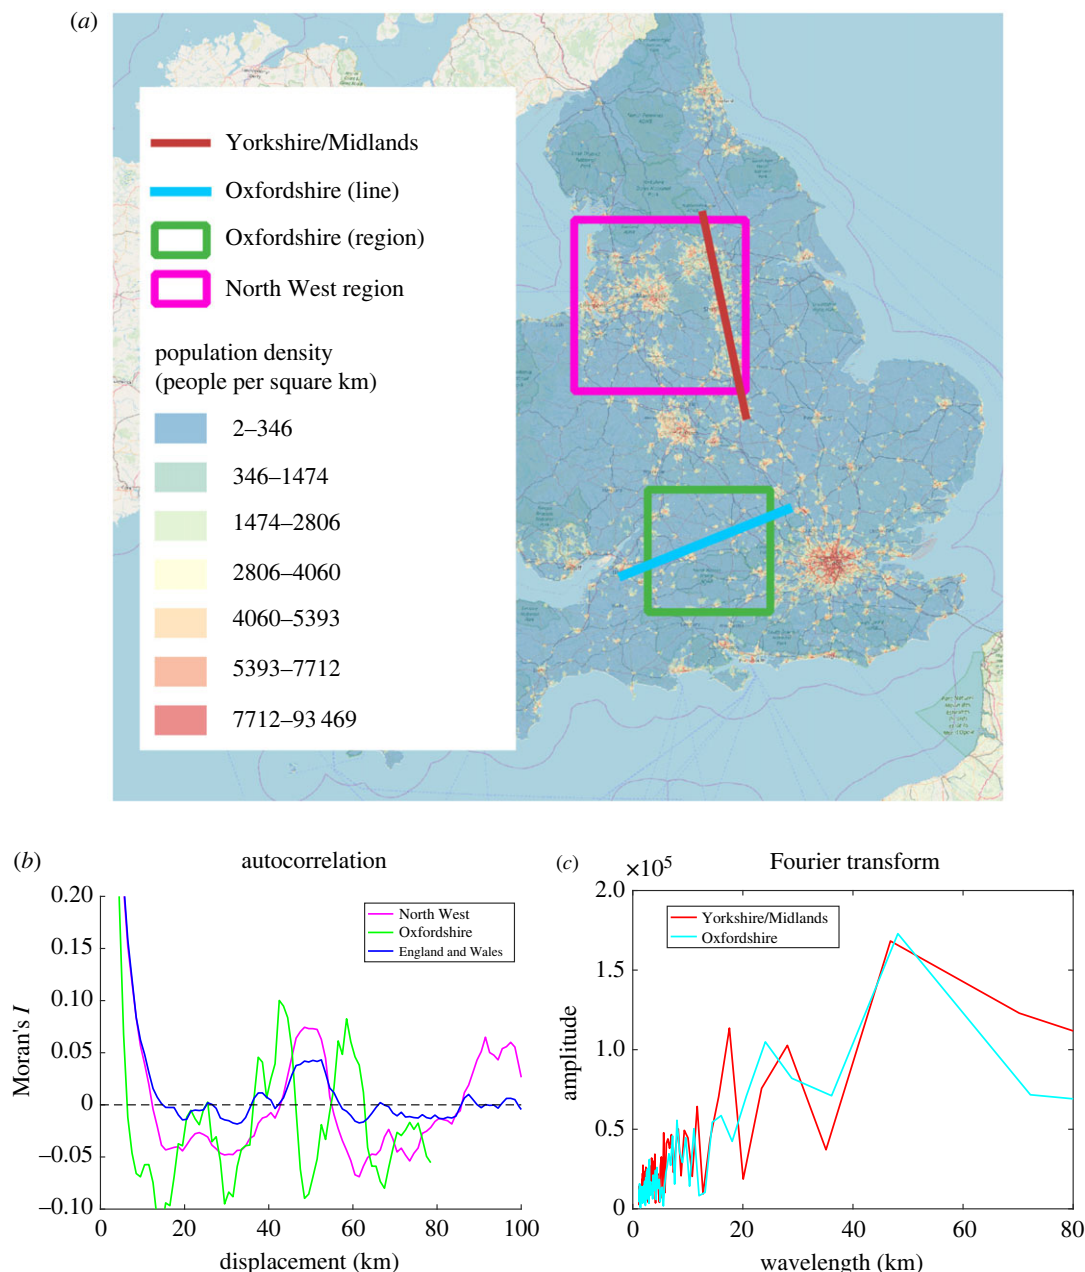 (a)
Yorkshire/Midlands
Oxfordshire (line)
Oxfordshire (region)
North West region
population density
(people per square km)
2–346
346–1474
1474–2806
2806–4060
4060–5393
5393–7712
7712–93 469
(b)
autocorrelation
0.20
0.15
0.10
0.05
0
−0.05
−0.10
Moran's I
North West
Oxfordshire
England and Wales
0 20 40 60 80 100
displacement (km)
(c)
Fourier transform
×10⁵
2.0
1.5
1.0
0.5
0
amplitude
Yorkshire/Midlands
Oxfordshire
0 20 40 60 80
wavelength (km)